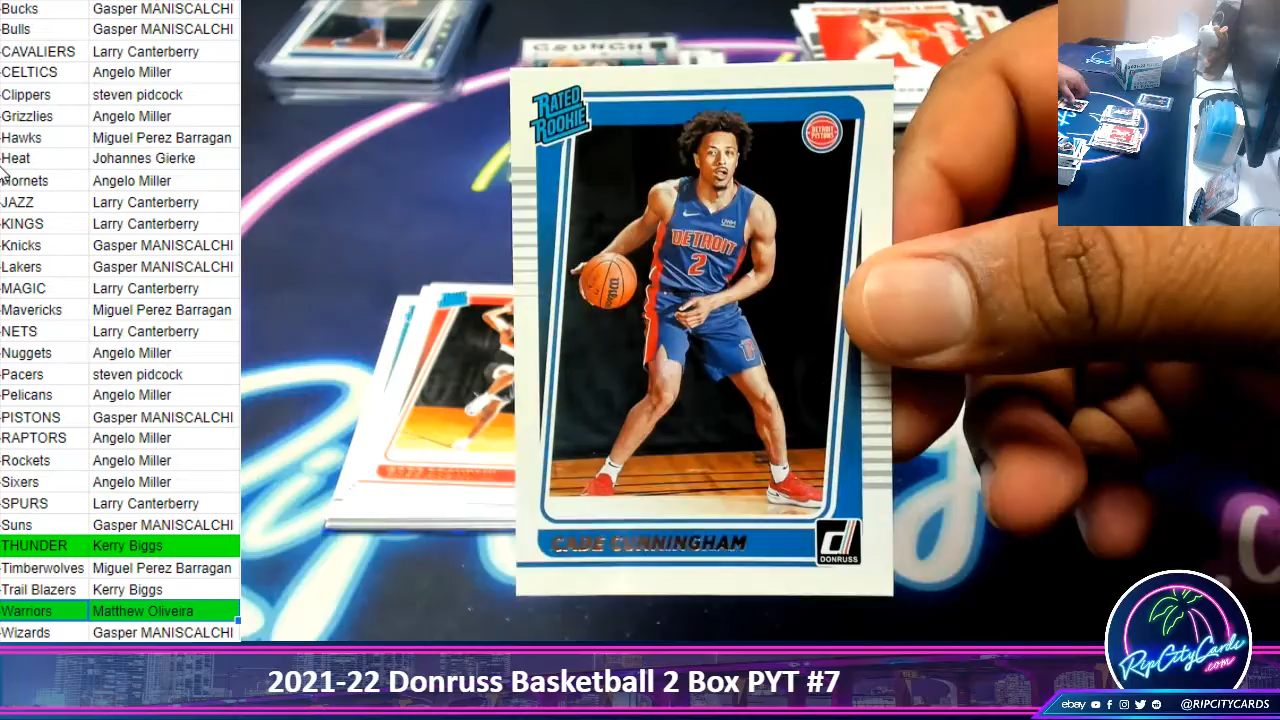 -Bucks Gasper MANISCALCHI
-Bulls Gasper MANISCALCHI
-CAVALIERS Larry Canterberry
-CELTICS Angelo Miller
-Clippers steven pidcock
-Grizzlies Angelo Miller
-Hawks Miguel Perez Barragan
-Heat Johannes Gierke
Angelo Miller
-JAZZ Larry Canterberry
-KINGS Larry Canterberry
-Knicks Gasper MANISCALCHI
-Lakers Gasper MANISCALCHI
-MAGIC Larry Canterberry
-Mavericks Miguel Perez Barragan
-NETS Larry Canterberry
-Nuggets Angelo Miller
-Pacers steven pidcock
-Pelicans Angelo Miller
-PISTONS Gasper MANISCALCHI
-RAPTORS Angelo Miller
-Rockets Angelo Miller
-Sixers Angelo Miller
-SPURS Larry Canterberry
-Suns Gasper MANISCALCHI
-THUNDER Kerry Biggs
-Timberwolves Miguel Perez Barragan
-Trail Blazers Kerry Biggs
-Warriors Matthew Oliveira
-Wizards Gasper MANISCALCHI
CRUNCH
RATED
ROOKIE
DETROIT
PISTONS
UWM
DETROIT
2
CADE CUNNINGHAM
DONRUSS
2021-22 Donruss Basketball 2 Box PYT #7
RipCityCards
.com
ebay
@RIPCITYCARDS